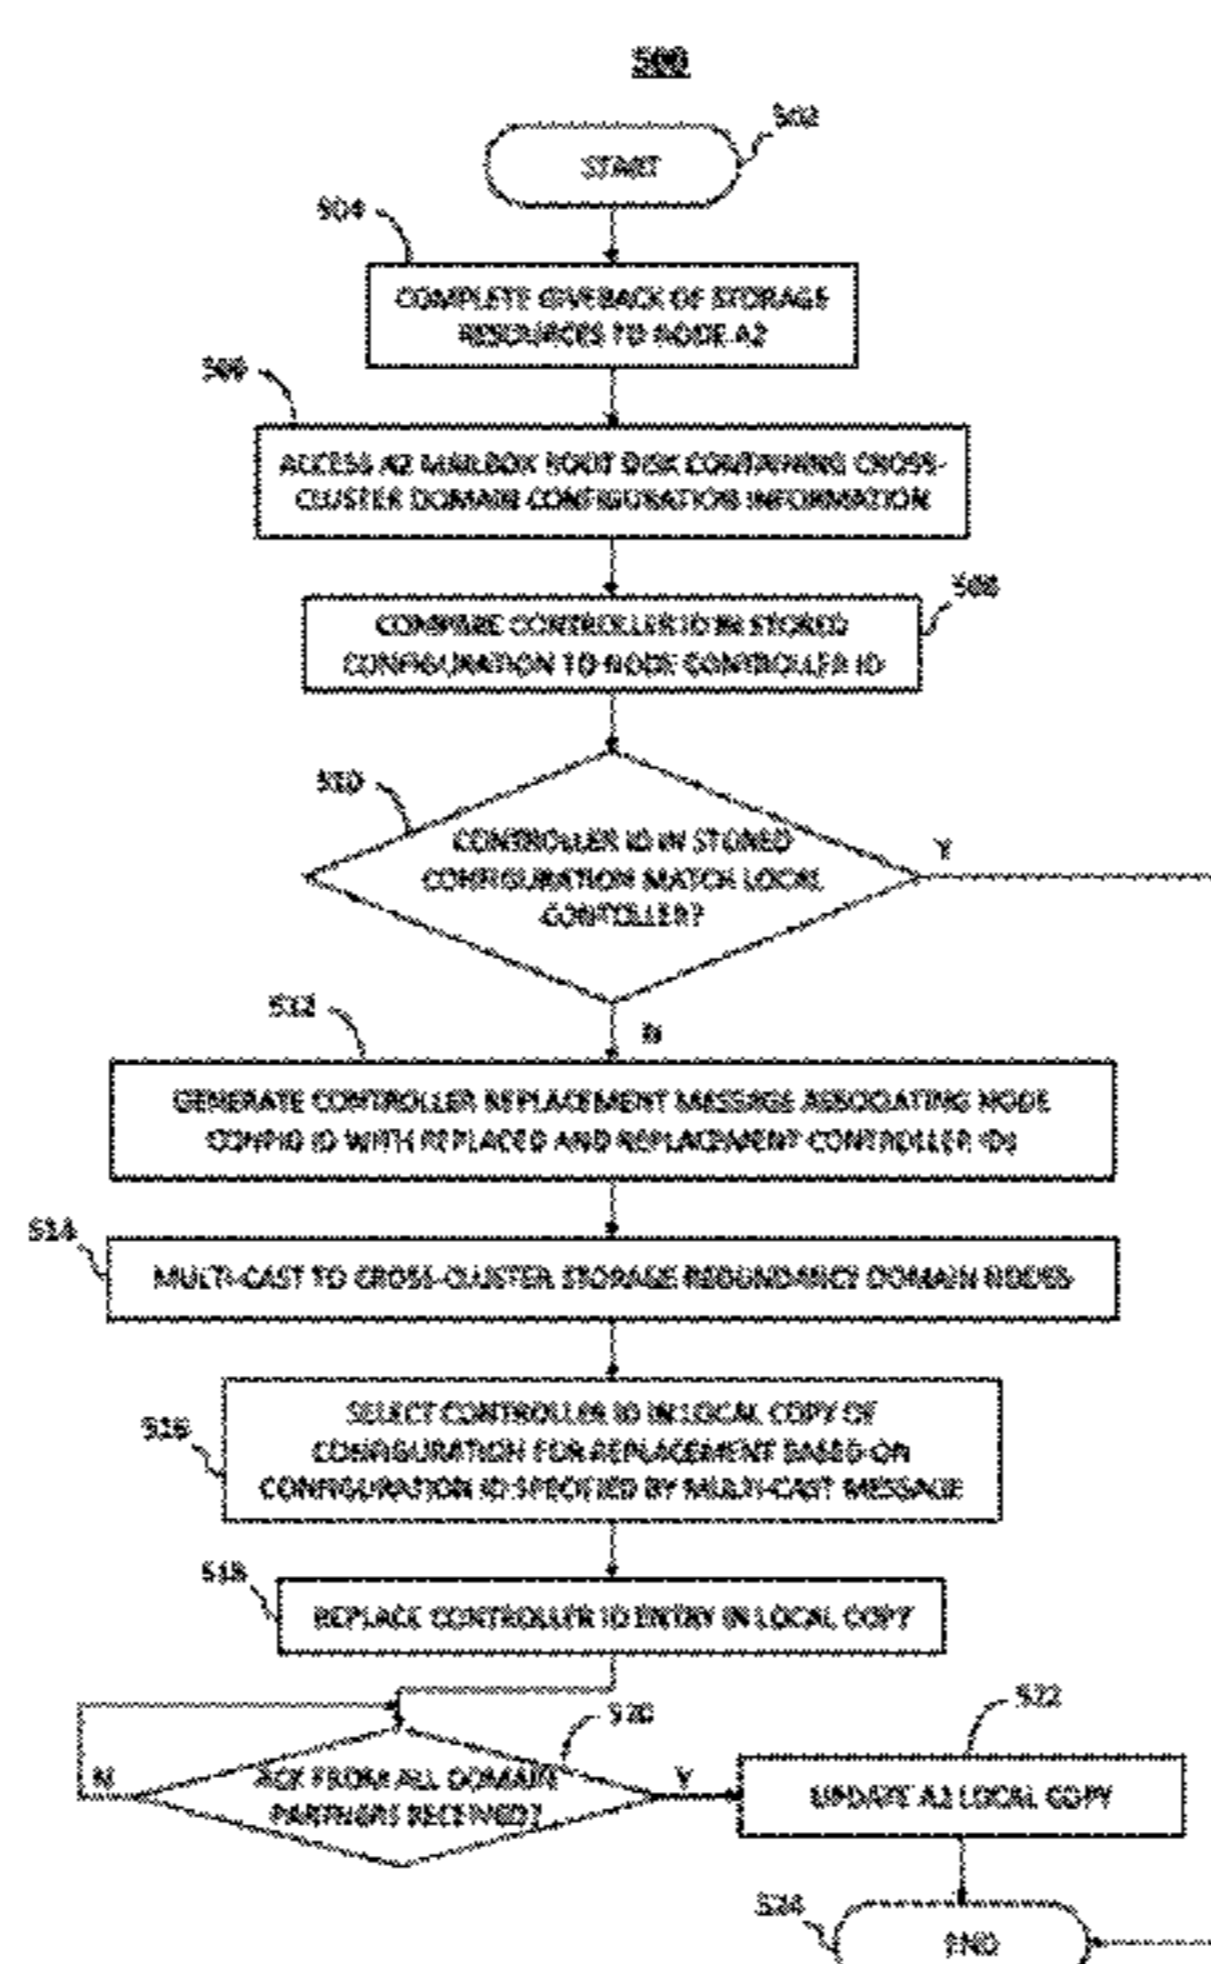 500
502
START
504
COMPLETE GIVEBACK OF STORAGE
RESOURCES TO NODE A2
506
ACCESS A2 MAILBOX ROOT DISK CONTAINING CROSS-
CLUSTER DOMAIN CONFIGURATION INFORMATION
508
COMPARE CONTROLLER ID IN STORED
CONFIGURATION TO NODE CONTROLLER ID
510
CONTROLLER ID IN STORED
CONFIGURATION MATCH LOCAL
CONTROLLER?
Y
N
512
GENERATE CONTROLLER REPLACEMENT MESSAGE ASSOCIATING NODE
CONFIG ID WITH REPLACED AND REPLACEMENT CONTROLLER IDS
514
MULTI-CAST TO CROSS-CLUSTER STORAGE REDUNDANCY DOMAIN NODES
516
SELECT CONTROLLER ID IN LOCAL COPY OF
CONFIGURATION FOR REPLACEMENT BASED ON
CONFIGURATION ID SPECIFIED BY MULTI-CAST MESSAGE
518
REPLACE CONTROLLER ID ENTRY IN LOCAL COPY
520
522
N
ACK FROM ALL DOMAIN
PARTNERS RECEIVED?
Y
UPDATE A2 LOCAL COPY
524
END